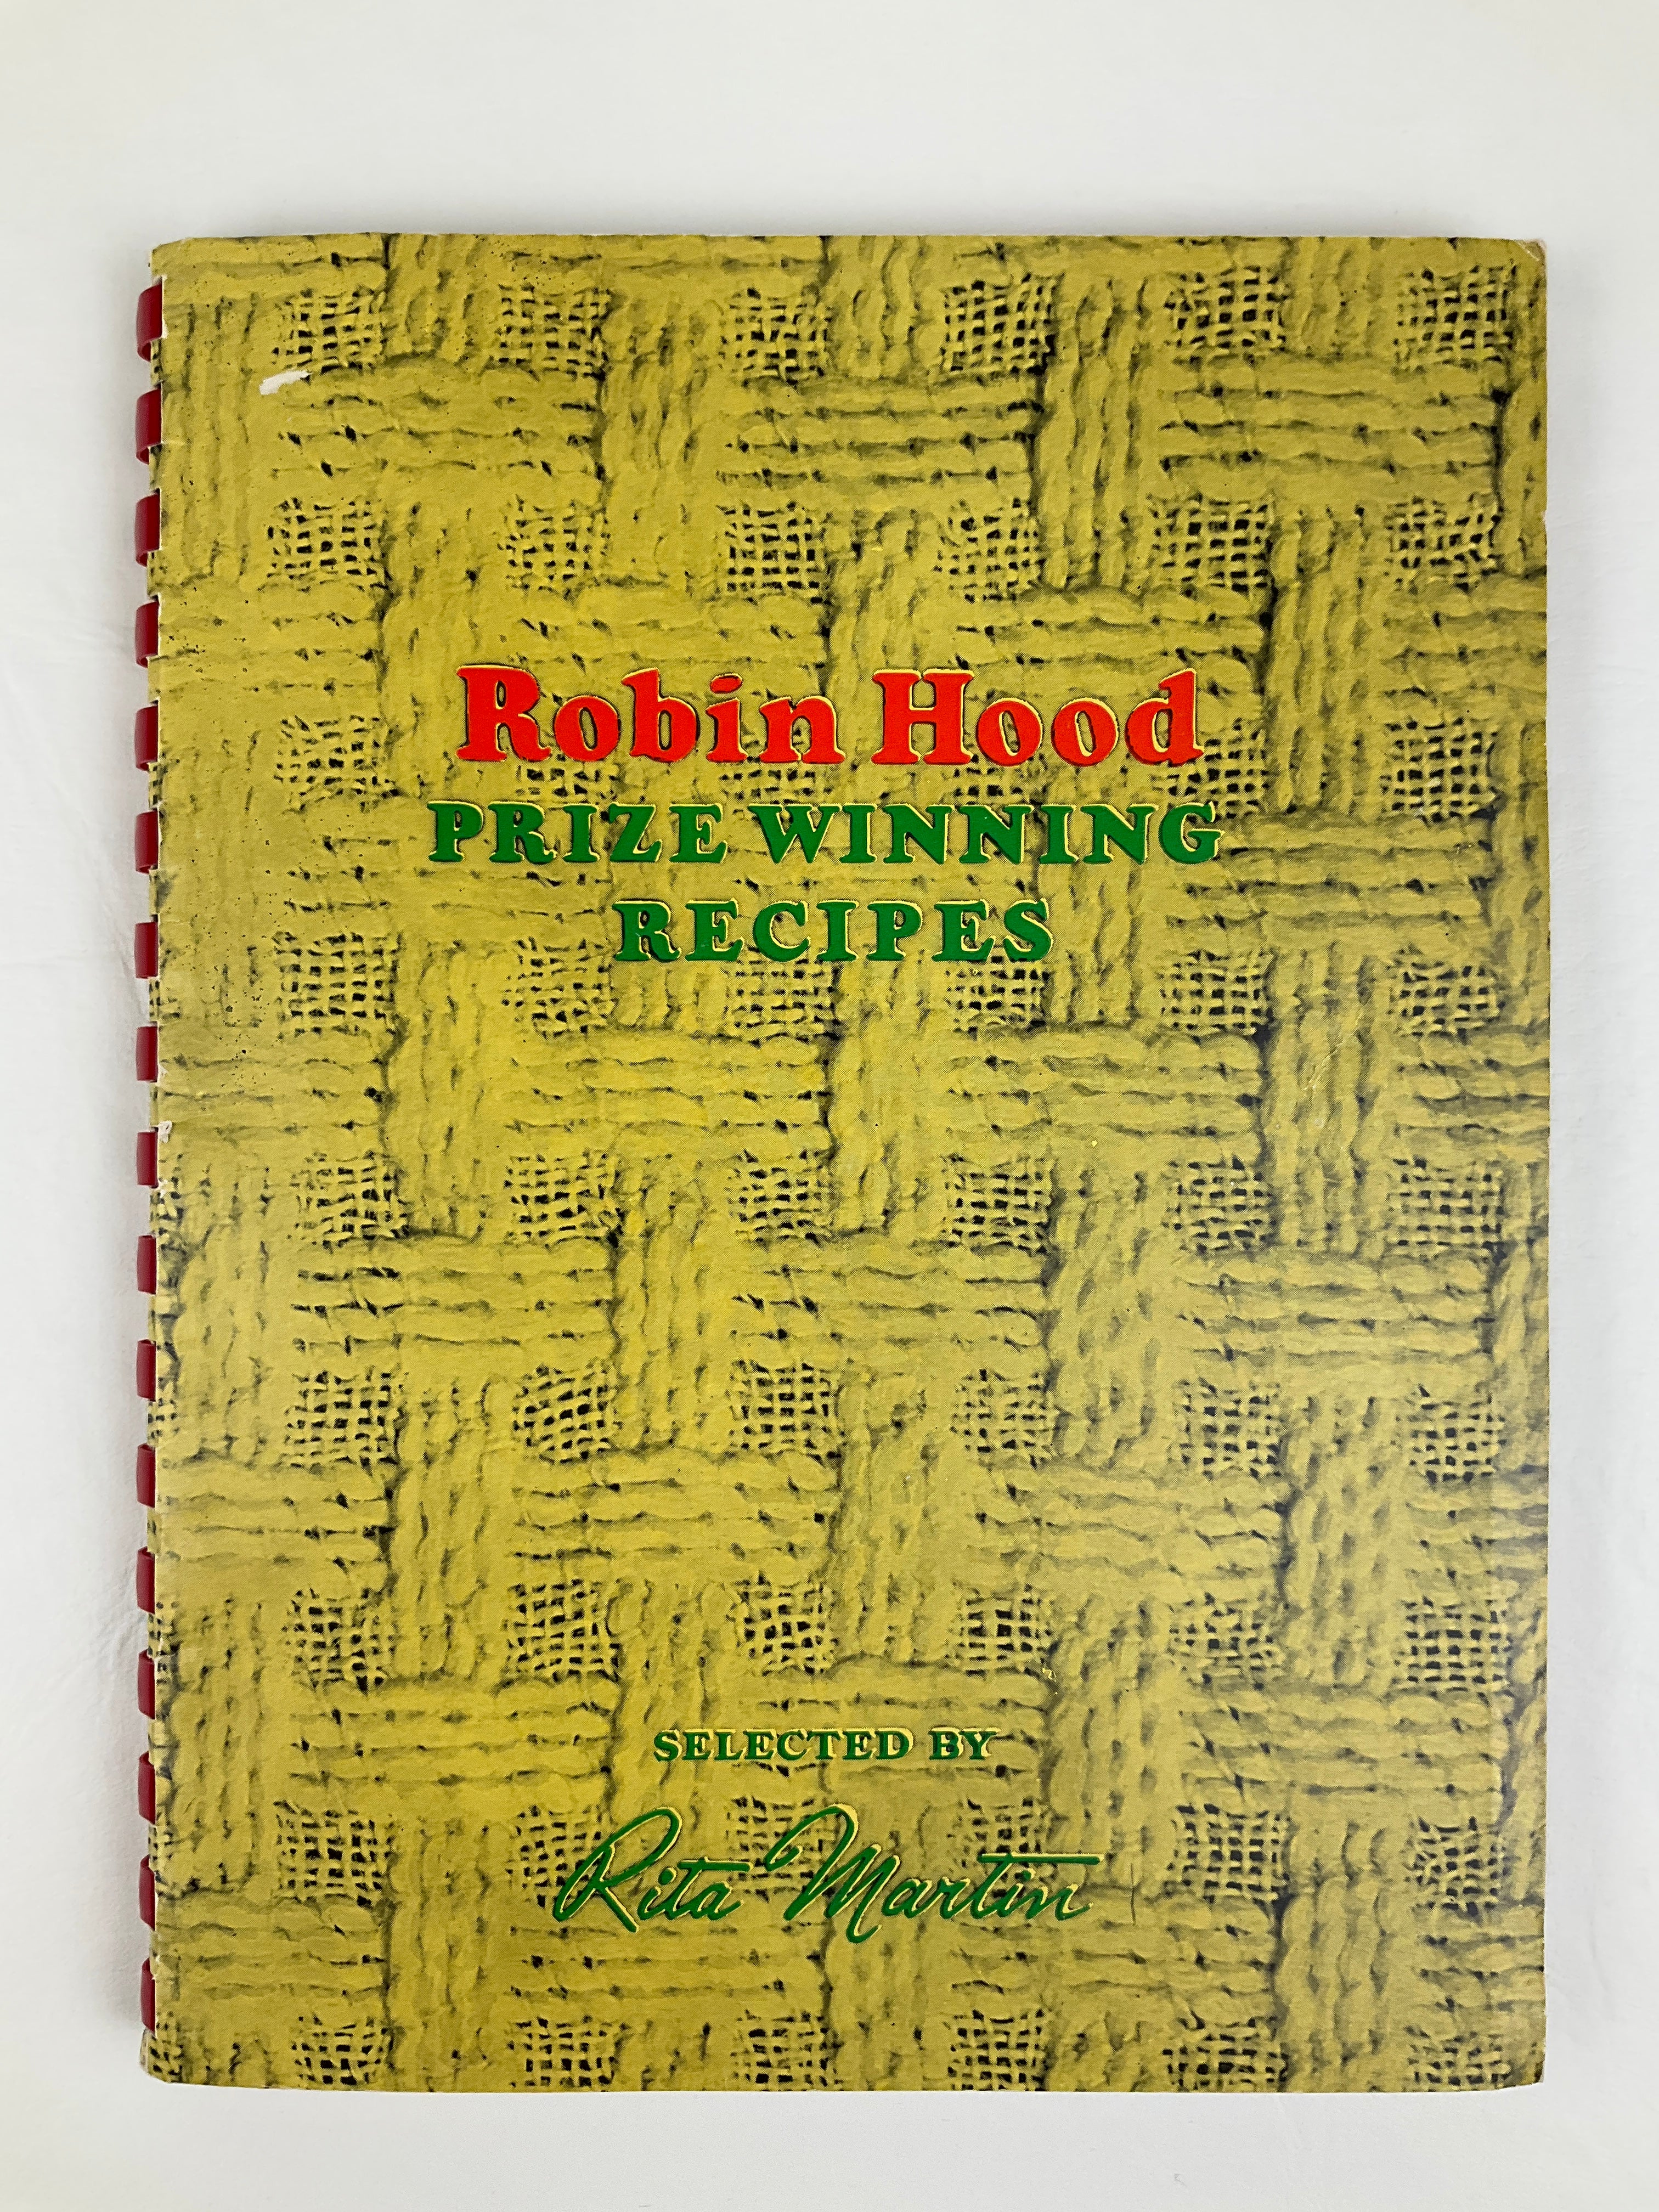 Robin Hood
PRIZE WINNING
RECIPES
SELECTED BY
Rita Martin